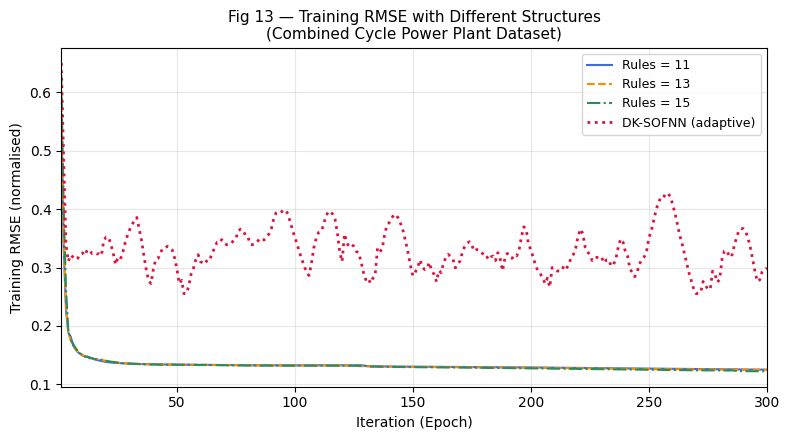 Fig 13 — Training RMSE with Different Structures
(Combined Cycle Power Plant Dataset)
Rules = 11
Rules = 13
Rules = 15
DK-SOFNN (adaptive)
Training RMSE (normalised)
0.6
0.5
0.4
0.3
0.2
0.1
50
100
150
200
250
300
Iteration (Epoch)